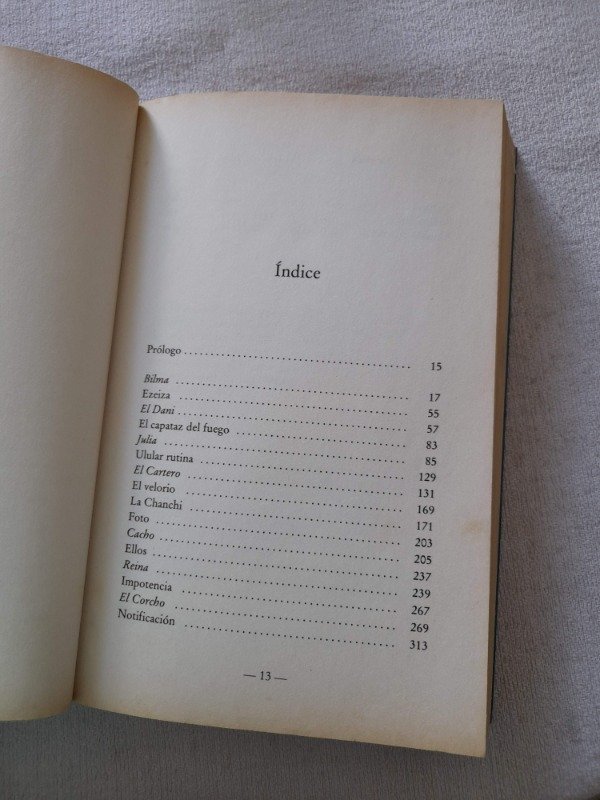 Índice
Prólogo ........................................ 15
Bilma ........................................ 17
Ezeiza ........................................ 55
El Dani ........................................ 57
El capataz del fuego ........................................ 83
Julia ........................................ 85
Ulular rutina ........................................ 129
El Cartero ........................................ 131
El velorio ........................................ 169
La Chanchi ........................................ 171
Foto ........................................ 203
Cacho ........................................ 205
Ellos ........................................ 237
Reina ........................................ 239
Impotencia ........................................ 267
El Corcho ........................................ 269
Notificación ........................................ 313
— 13 —